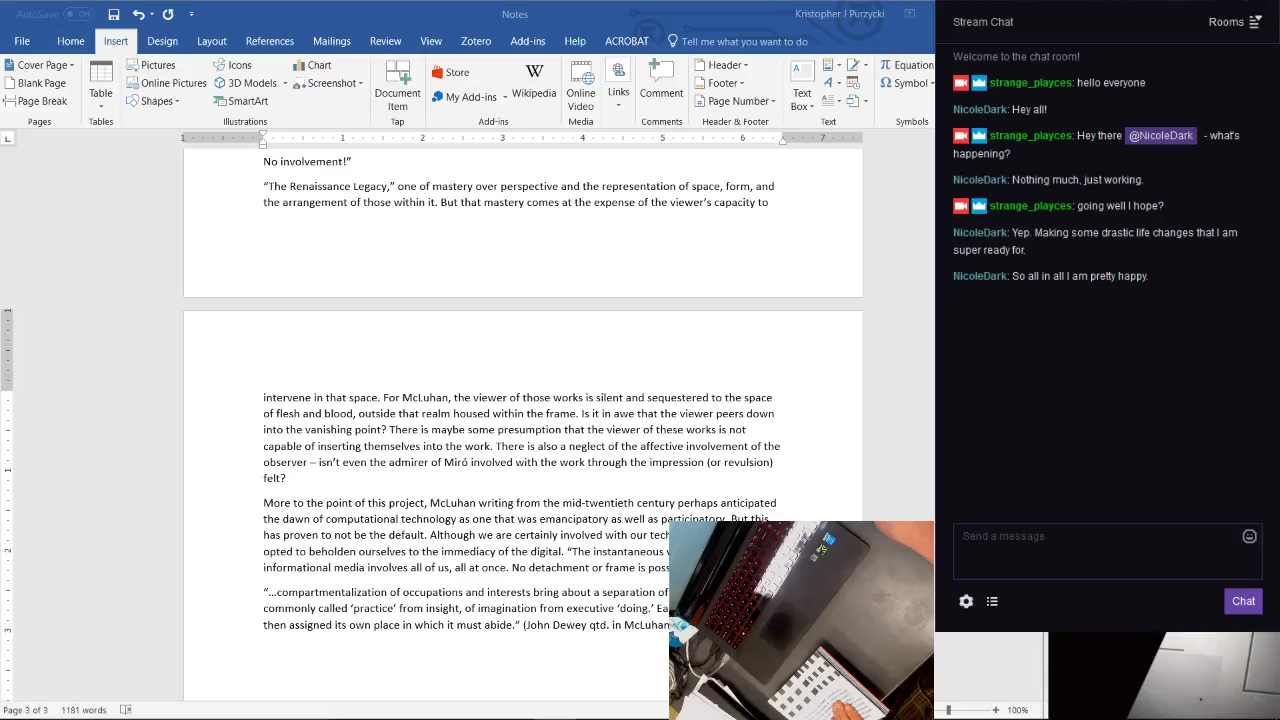 AutoSave Off
Notes
Kristopher J Purzycki
File Home Insert Design Layout References Mailings Review View Zotero Add-ins Help ACROBAT Tell me what you want to do
Cover Page
Blank Page
Page Break
Pages
Table
Tables
Pictures
Online Pictures
Shapes
Icons
3D Models
SmartArt
Chart
Screenshot
Illustrations
Document
Item
Store
My Add-ins
W
Wikipedia
Add-ins
Online
Video
Media
Links
Comment
Comments
Header
Footer
Page Number
Header & Footer
Text
Box
Text
Equation
Symbol
Symbols
1 1 2 3 4 5 6 7
No involvement!”
“The Renaissance Legacy,” one of mastery over perspective and the representation of space, form, and
the arrangement of those within it. But that mastery comes at the expense of the viewer’s capacity to
intervene in that space. For McLuhan, the viewer of those works is silent and sequestered to the space
of flesh and blood, outside that realm housed within the frame. Is it in awe that the viewer peers down
into the vanishing point? There is maybe some presumption that the viewer of these works is not
capable of inserting themselves into the work. There is also a neglect of the affective involvement of the
observer – isn’t even the admirer of Miró involved with the work through the impression (or revulsion)
felt?
More to the point of this project, McLuhan writing from the mid-twentieth century perhaps anticipated
the dawn of computational technology as one that was emancipatory as well as participatory. But this
has proven to not be the default. Although we are certainly involved with our tec
opted to beholden ourselves to the immediacy of the digital. “The instantaneous
informational media involves all of us, all at once. No detachment or frame is poss
“…compartmentalization of occupations and interests bring about a separation of
commonly called ‘practice’ from insight, of imagination from executive ‘doing.’ Ea
then assigned its own place in which it must abide.” (John Dewey qtd. in McLuhan
Page 3 of 3 1181 words
100%
Stream Chat
Rooms
Welcome to the chat room!
strange_playces: hello everyone
NicoleDark: Hey all!
strange_playces: Hey there @NicoleDark - what's
happening?
NicoleDark: Nothing much, just working.
strange_playces: going well I hope?
NicoleDark: Yep. Making some drastic life changes that I am
super ready for.
NicoleDark: So all in all I am pretty happy.
Send a message
Chat